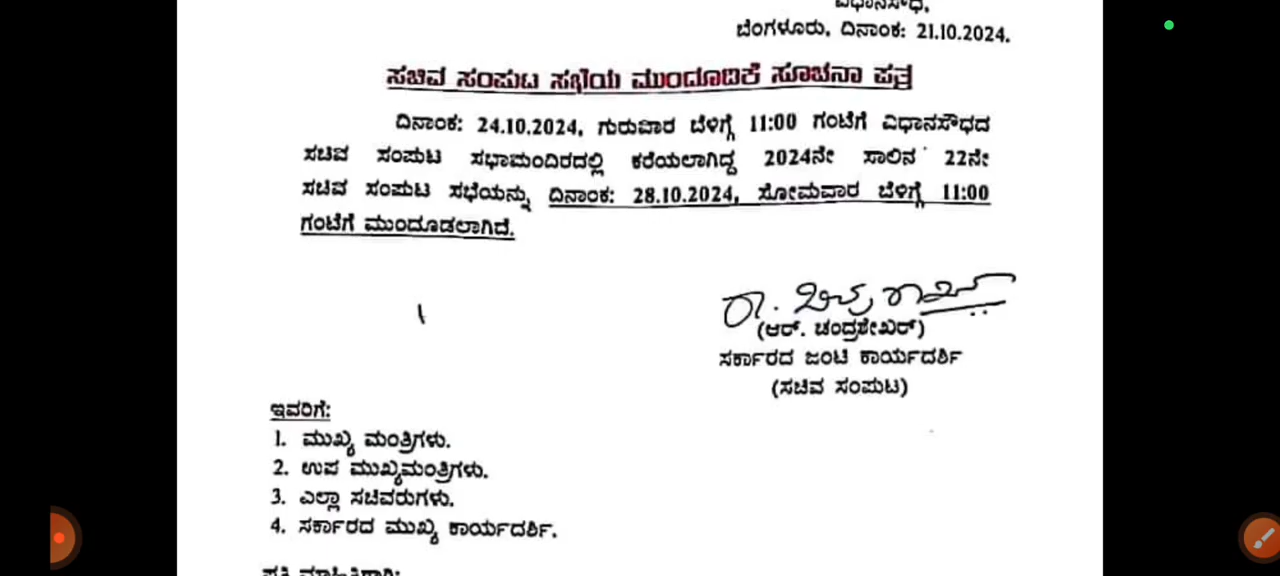 ವಿಧಾನಸೌಧ,
ಬೆಂಗಳೂರು, ದಿನಾಂಕ: 21.10.2024.
ಸಚಿವ ಸಂಪುಟ ಸಭೆಯ ಮುಂದೂಡಿಕೆ ಸೂಚನಾ ಪತ್ರ
ದಿನಾಂಕ: 24.10.2024, ಗುರುವಾರ ಬೆಳಿಗ್ಗೆ 11:00 ಗಂಟೆಗೆ ವಿಧಾನಸೌಧದ
ಸಚಿವ ಸಂಪುಟ ಸಭಾಮಂದಿರದಲ್ಲಿ ಕರೆಯಲಾಗಿದ್ದ 2024ನೇ ಸಾಲಿನ 22ನೇ
ಸಚಿವ ಸಂಪುಟ ಸಭೆಯನ್ನು ದಿನಾಂಕ: 28.10.2024, ಸೋಮವಾರ ಬೆಳಿಗ್ಗೆ 11:00
ಗಂಟೆಗೆ ಮುಂದೂಡಲಾಗಿದೆ.
(ಆರ್. ಚಂದ್ರಶೇಖರ್)
ಸರ್ಕಾರದ ಜಂಟಿ ಕಾರ್ಯದರ್ಶಿ
(ಸಚಿವ ಸಂಪುಟ)
ಇವರಿಗೆ:
1. ಮುಖ್ಯ ಮಂತ್ರಿಗಳು.
2. ಉಪ ಮುಖ್ಯಮಂತ್ರಿಗಳು.
3. ಎಲ್ಲಾ ಸಚಿವರುಗಳು.
4. ಸರ್ಕಾರದ ಮುಖ್ಯ ಕಾರ್ಯದರ್ಶಿ.
ಪ್ರತಿ ಮಾಹಿತಿಗಾಗಿ: